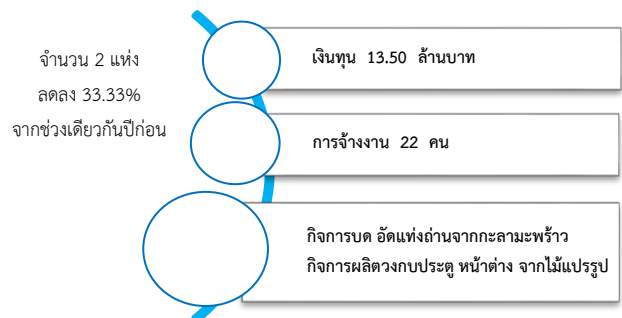 จำนวน 2 แห่ง
ลดลง 33.33%
จากช่วงเดียวกันปีก่อน
เงินทุน 13.50 ล้านบาท
การจ้างงาน 22 คน
กิจการบด อัดแท่งถ่านจากกะลามะพร้าว
กิจการผลิตวงกบประตู หน้าต่าง จากไม้แปรรูป